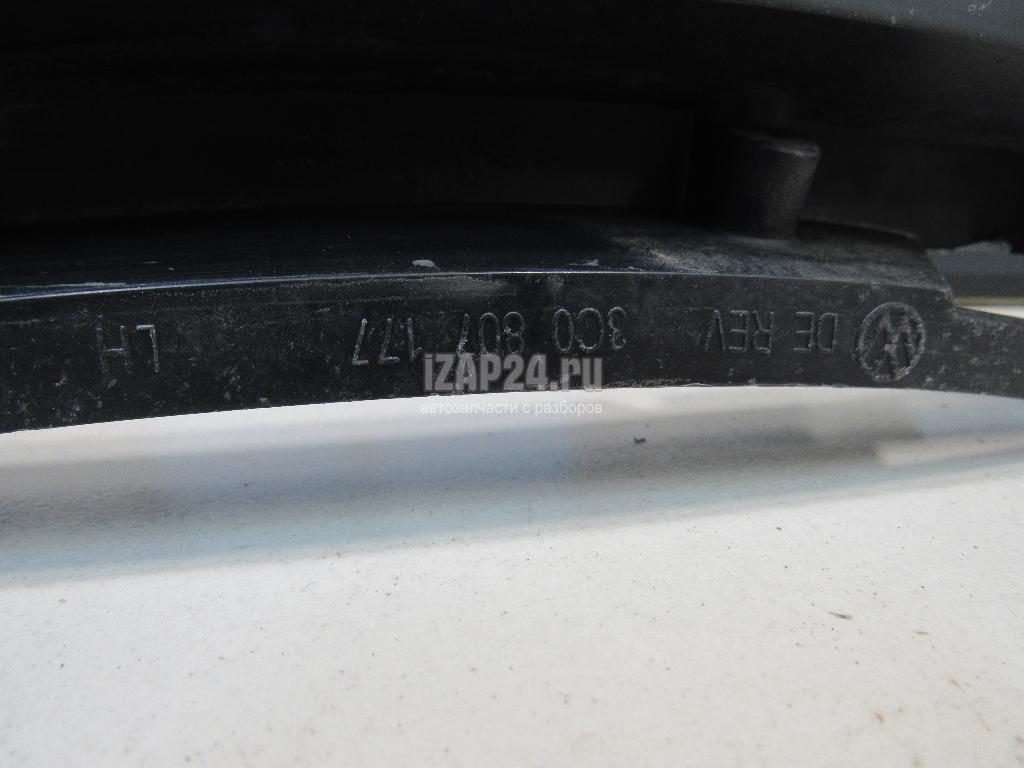 DE REV 3C0 807 177 LH
iZAP24.ru
автозапчасти с разборов